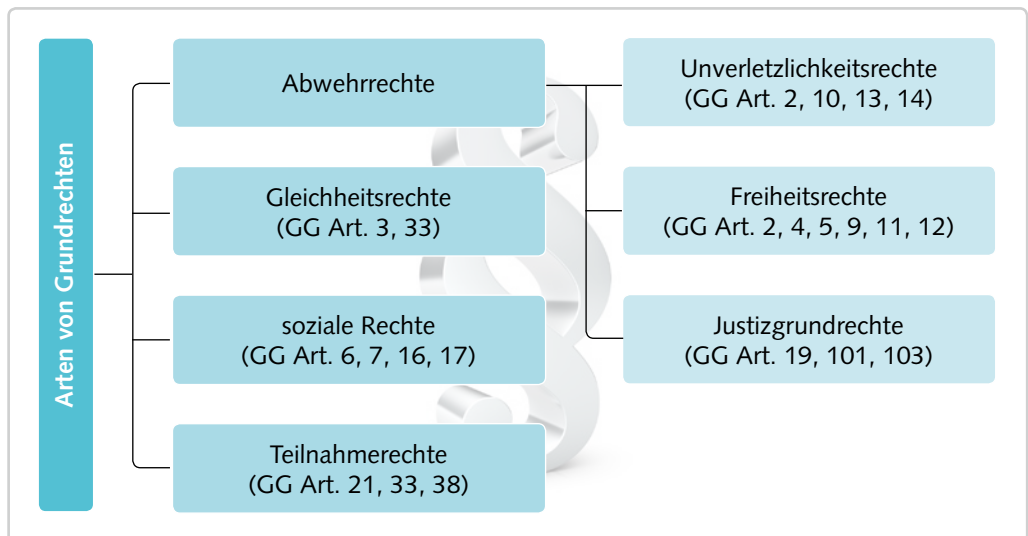 Arten von Grundrechten
Abwehrrechte
Gleichheitsrechte
(GG Art. 3, 33)
soziale Rechte
(GG Art. 6, 7, 16, 17)
Teilnahmerechte
(GG Art. 21, 33, 38)
Unverletzlichkeitsrechte
(GG Art. 2, 10, 13, 14)
Freiheitsrechte
(GG Art. 2, 4, 5, 9, 11, 12)
Justizgrundrechte
(GG Art. 19, 101, 103)